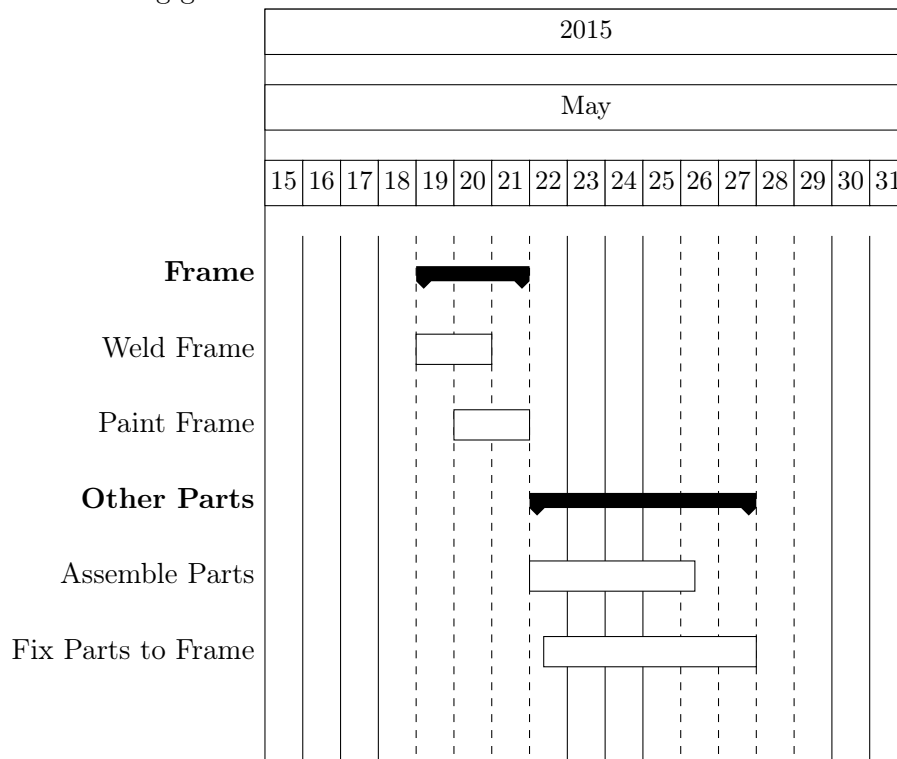 2015
May
15 16 17 18 19 20 21 22 23 24 25 26 27 28 29 30 31
Frame
Weld Frame
Paint Frame
Other Parts
Assemble Parts
Fix Parts to Frame